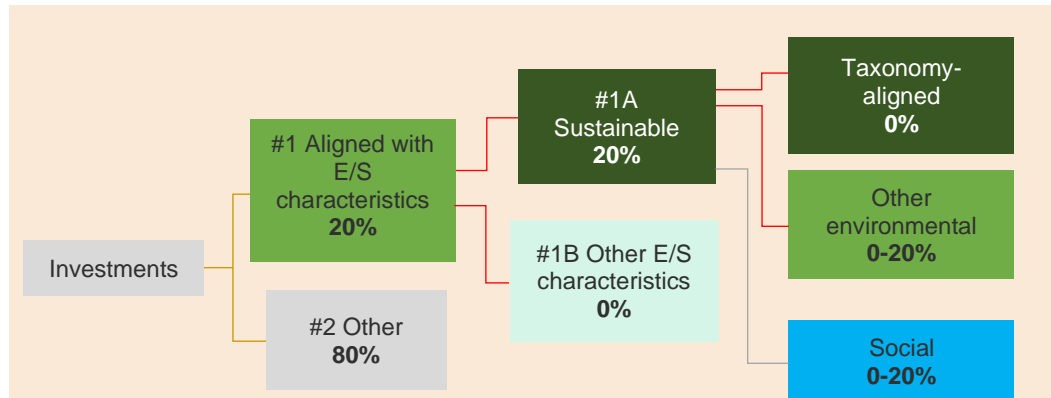 Investments
#1 Aligned with
E/S
characteristics
20%
#2 Other
80%
#1A
Sustainable
20%
#1B Other E/S
characteristics
0%
Taxonomy-
aligned
0%
Other
environmental
0-20%
Social
0-20%